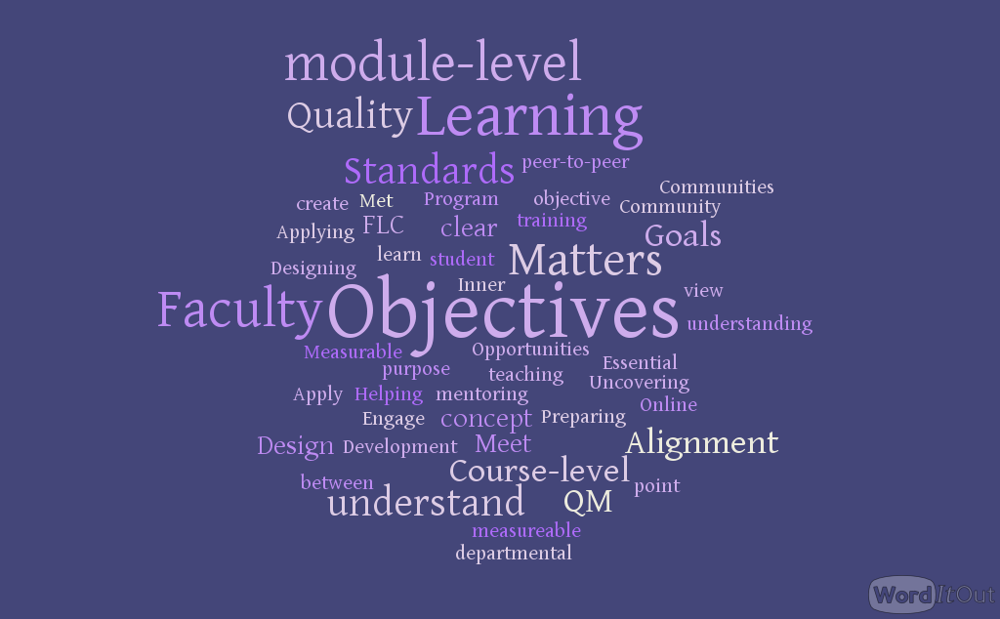 module-level
Quality Learning
Standards peer-to-peer
Communities
create Met Program objective Community
Applying FLC clear training Goals
learn student Matters
Designing
Inner
Faculty Objectives view
understanding
Measurable Opportunities
purpose teaching Essential
Uncovering
Apply Helping mentoring Online
Engage concept Preparing
Design Development Meet Alignment
Course-level
between understand QM point
measureable
departmental
WordItOut